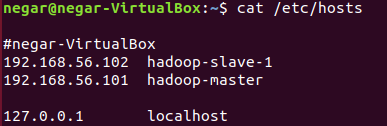 negar@negar-VirtualBox:~$ cat /etc/hosts
#negar-VirtualBox
192.168.56.102  hadoop-slave-1
192.168.56.101  hadoop-master
127.0.0.1       localhost